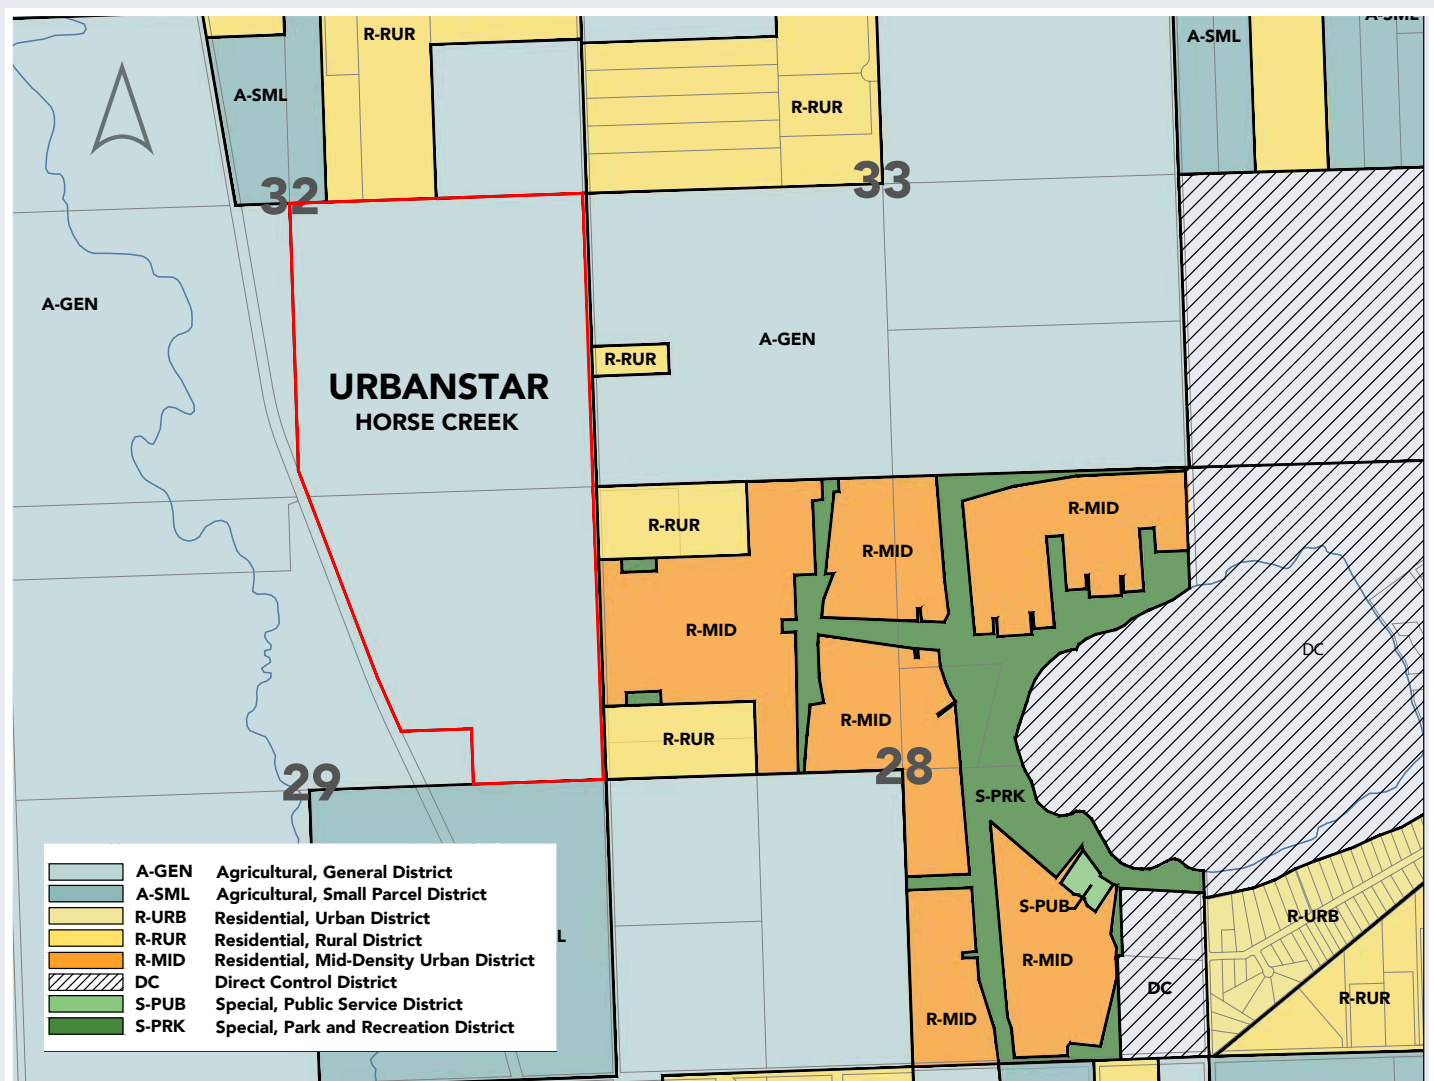 A-SML
R-RUR
A-SML
A-SML
R-RUR
32
33
A-GEN
A-GEN
R-RUR
URBANSTAR
HORSE CREEK
R-RUR
R-MID
R-MID
R-MID
DC
R-MID
R-RUR
28
29
S-PRK
A-GEN Agricultural, General District
A-SML Agricultural, Small Parcel District
R-URB Residential, Urban District
R-RUR Residential, Rural District
R-MID Residential, Mid-Density Urban District
DC Direct Control District
S-PUB Special, Public Service District
S-PRK Special, Park and Recreation District
L
S-PUB
R-URB
R-MID
DC
R-RUR
R-MID